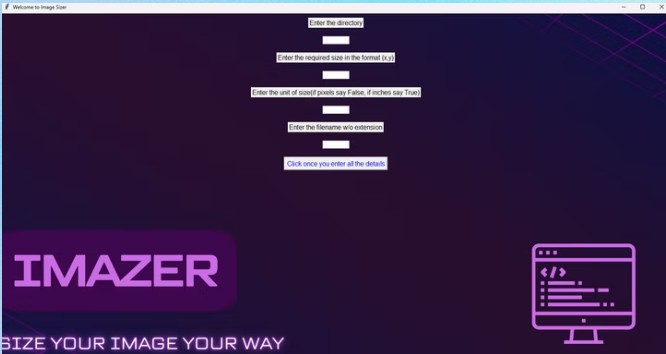 Welcome to Image Sizer
Enter the directory
Enter the required size in the format (x,y)
Enter the unit of size(if pixels say False, if inches say True)
Enter the filename w/o extension
Click once you enter all the details
</>
IMAZER
SIZE YOUR IMAGE YOUR WAY